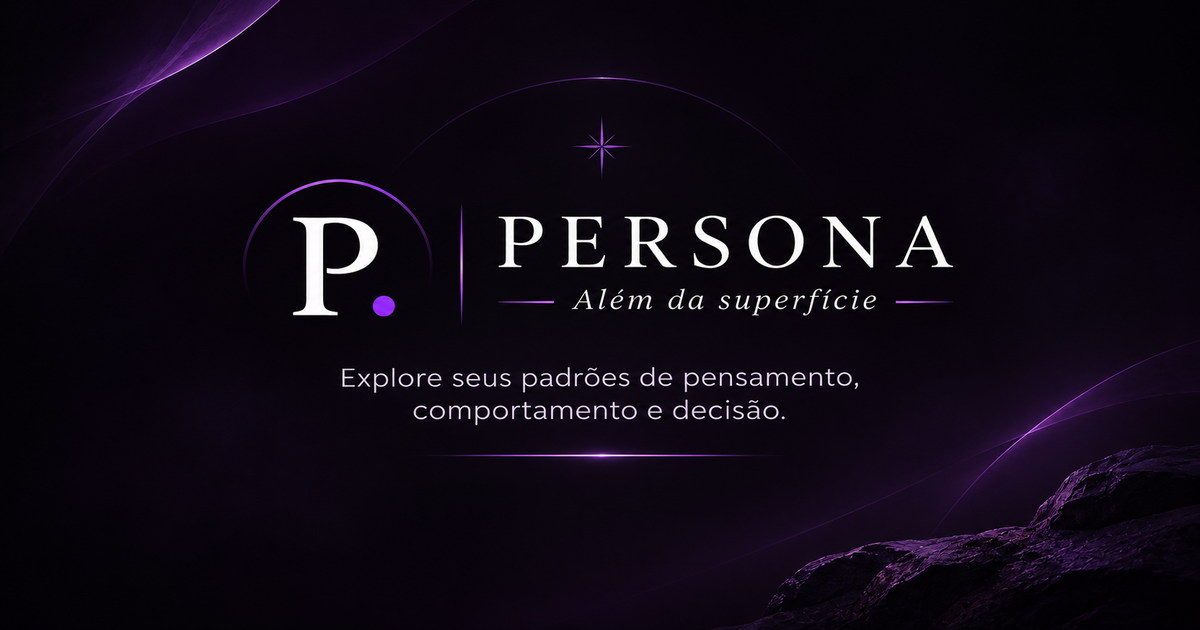 P.
PERSONA
Além da superfície
Explore seus padrões de pensamento,
comportamento e decisão.